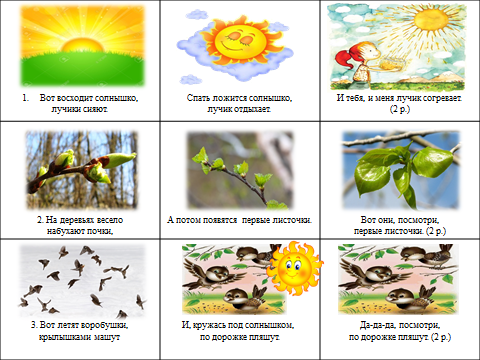 1. Вот восходит солнышко,
лучики сияют.
Спать ложится солнышко,
лучик отдыхает.
И тебя, и меня лучик согревает.
(2 р.)
2. На деревьях весело
набухают почки,
А потом появятся первые листочки.
Вот они, посмотри,
первые листочки. (2 р.)
3. Вот летят воробушки,
крылышками машут
И, кружась под солнышком,
по дорожке пляшут.
Да-да-да, посмотри,
по дорожке пляшут. (2 р.)